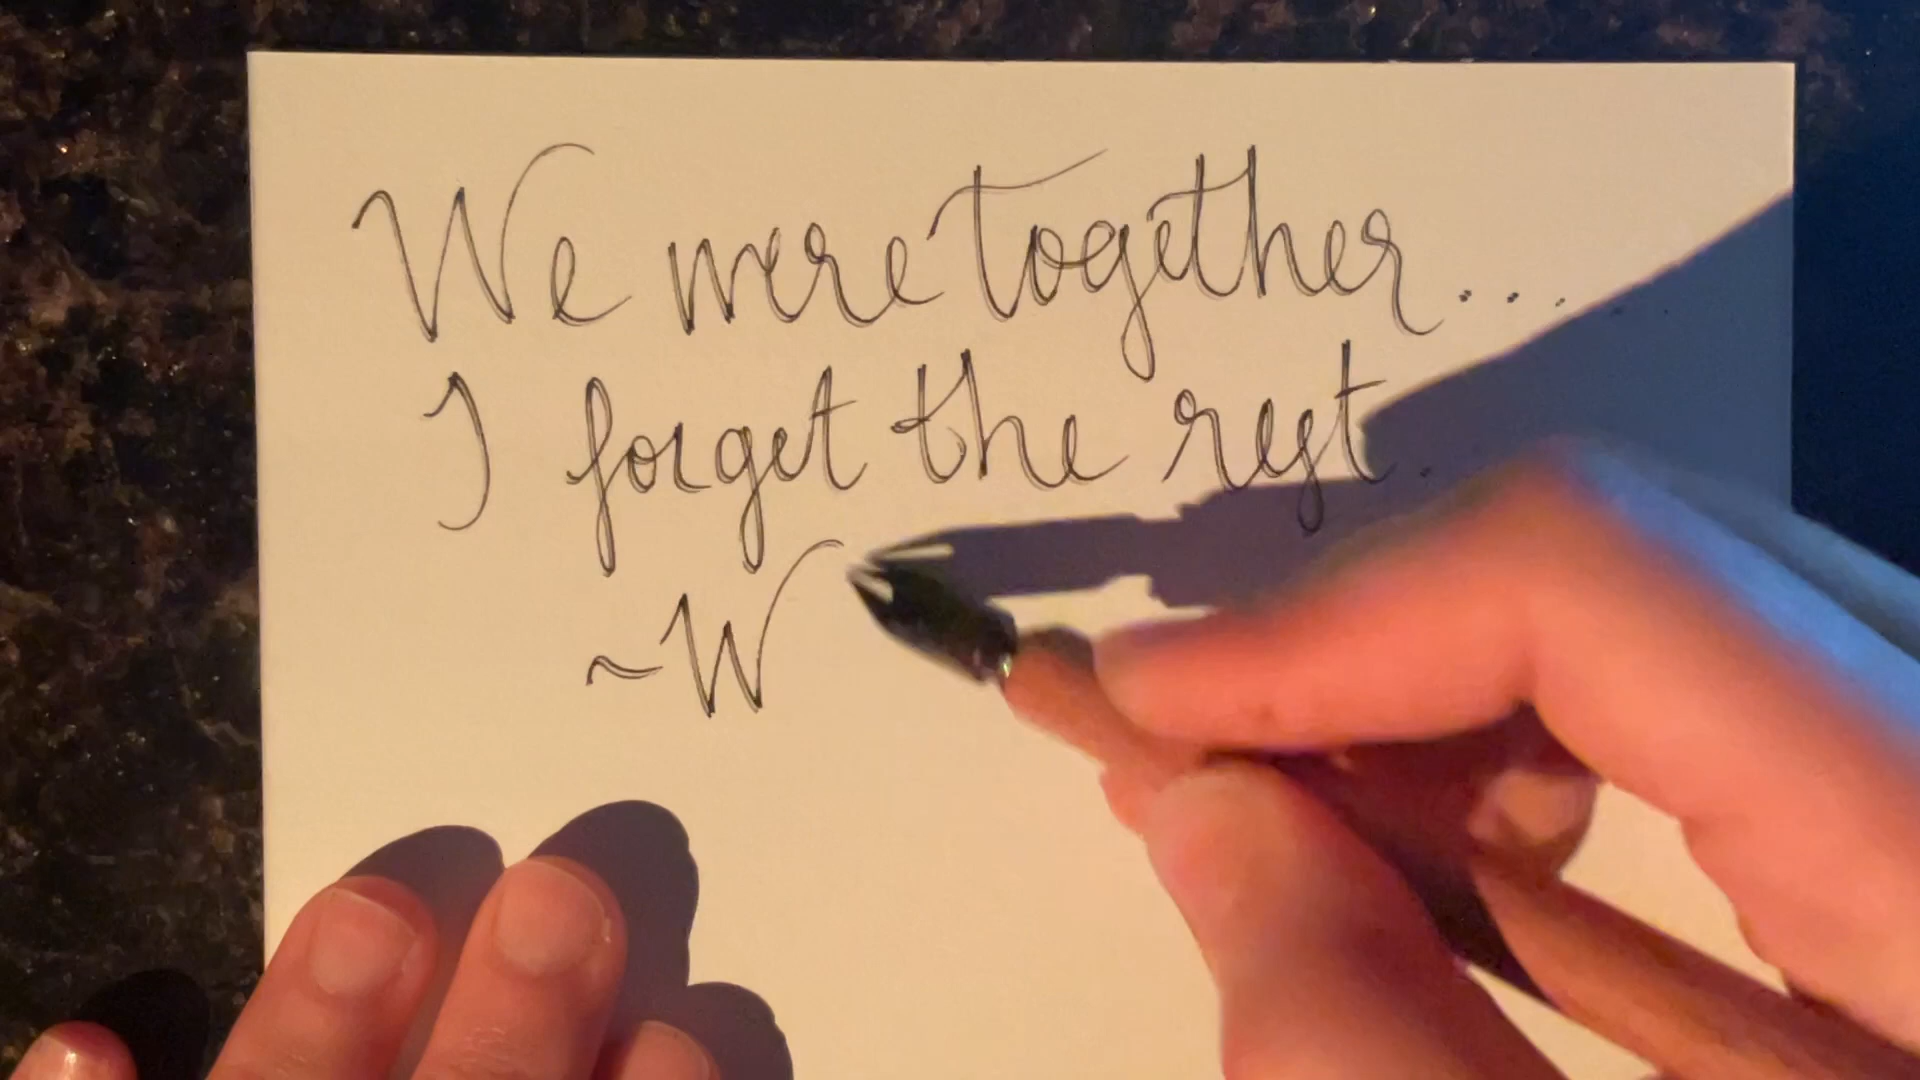 We were together.....
I forget the rest.
~W